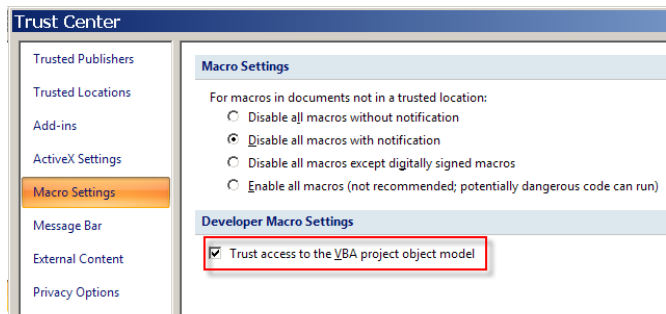 Trust Center
Trusted Publishers
Trusted Locations
Add-ins
ActiveX Settings
Macro Settings
Message Bar
External Content
Privacy Options
Macro Settings
For macros in documents not in a trusted location:
Disable all macros without notification
Disable all macros with notification
Disable all macros except digitally signed macros
Enable all macros (not recommended; potentially dangerous code can run)
Developer Macro Settings
Trust access to the VBA project object model